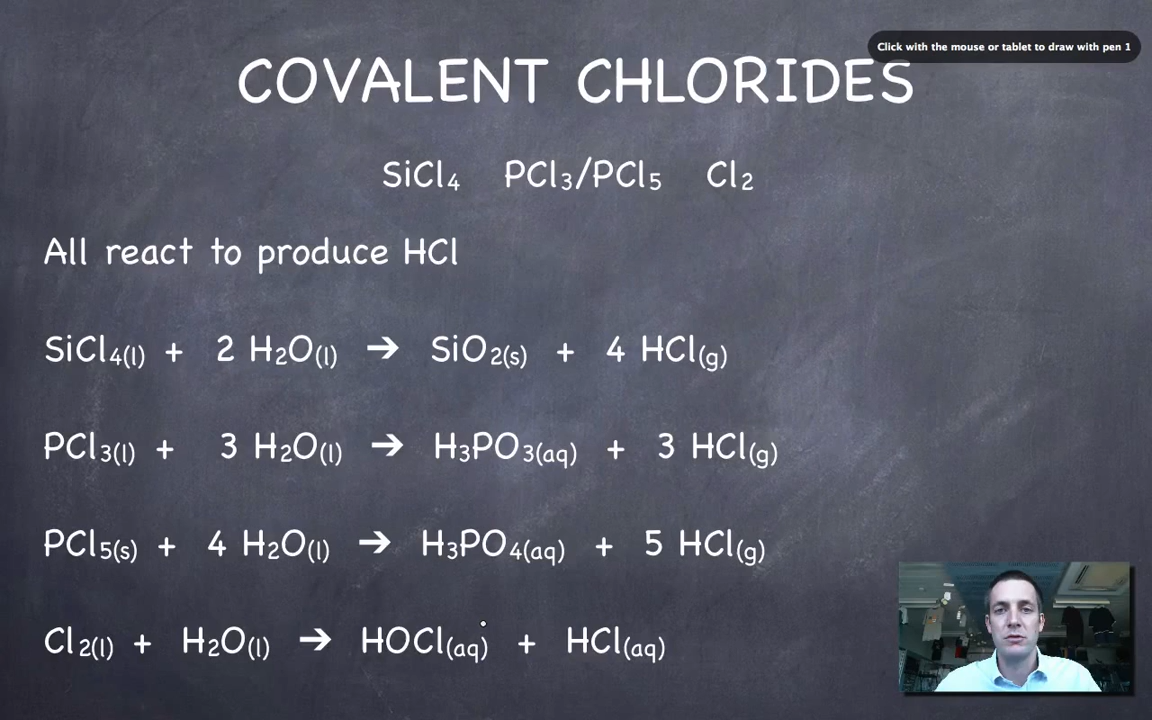 Click with the mouse or tablet to draw with pen 1
COVALENT CHLORIDES
SiCl₄ PCl₃/PCl₅ Cl₂
All react to produce HCl
SiCl₄₍ₗ₎ + 2 H₂O₍ₗ₎ ➔ SiO₂(s) + 4 HCl(g)
PCl₃(l) + 3 H₂O(l) ➔ H₃PO₃(aq) + 3 HCl(g)
PCl₅(s) + 4 H₂O(l) ➔ H₃PO₄(aq) + 5 HCl(g)
Cl₂(l) + H₂O(l) ➔ HOCl(aq) + HCl(aq)